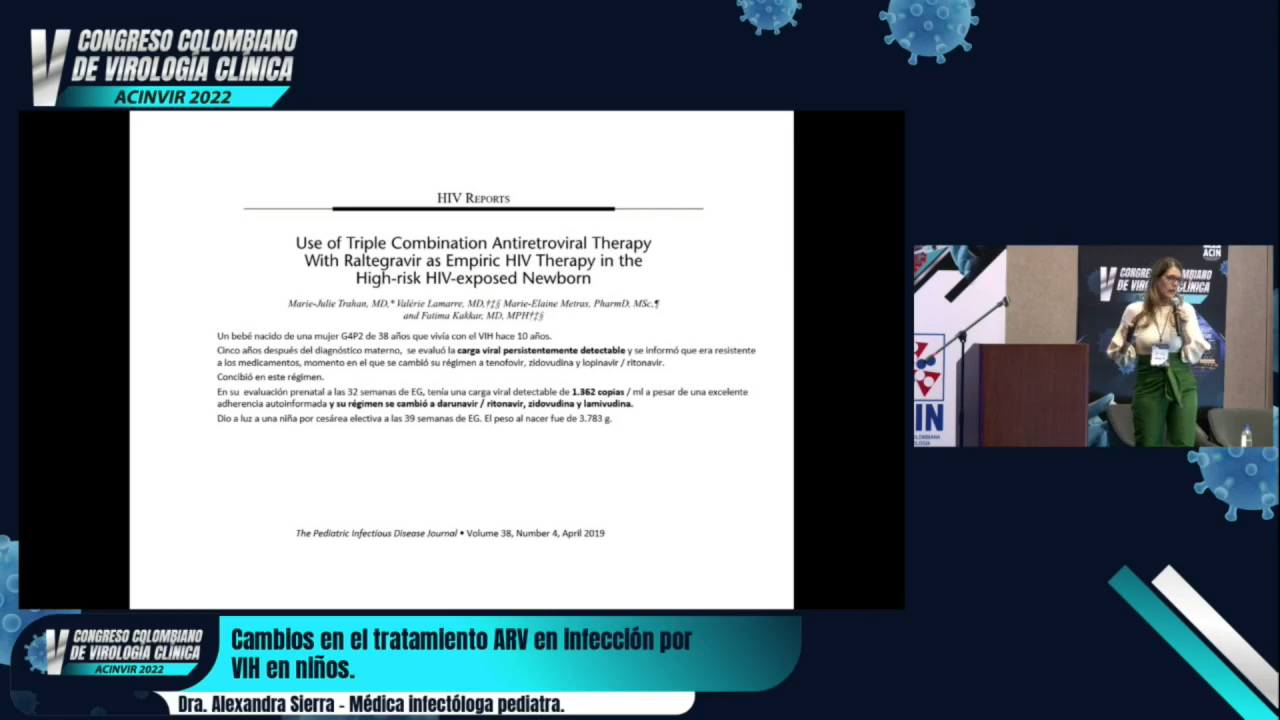 V CONGRESO COLOMBIANO
DE VIROLOGÍA CLÍNICA
ACINVIR 2022
HIV REPORTS
Use of Triple Combination Antiretroviral Therapy
With Raltegravir as Empiric HIV Therapy in the
High-risk HIV-exposed Newborn
Marie-Julie Trahan, MD,* Valérie Lamarre, MD,†‡§ Marie-Elaine Metras, PharmD, MSc,¶
and Fatima Kakkar, MD, MPH†‡§
Un bebé nacido de una mujer G4P2 de 38 años que vivía con el VIH hace 10 años.
Cinco años después del diagnóstico materno, se evaluó la carga viral persistentemente detectable y se informó que era resistente
a los medicamentos, momento en el que se cambió su régimen a tenofovir, zidovudina y lopinavir / ritonavir.
Concibió en este régimen.
En su evaluación prenatal a las 32 semanas de EG, tenía una carga viral detectable de 1.362 copias / ml a pesar de una excelente
adherencia autoinformada y su régimen se cambió a darunavir / ritonavir, zidovudina y lamivudina.
Dio a luz a una niña por cesárea electiva a las 39 semanas de EG. El peso al nacer fue de 3.783 g.
The Pediatric Infectious Disease Journal • Volume 38, Number 4, April 2019
ACIN
CONGRESO COLOMBIANO
IN
V CONGRESO COLOMBIANO
DE VIROLOGÍA CLÍNICA
ACINVIR 2022
Cambios en el tratamiento ARV en infección por
VIH en niños.
Dra. Alexandra Sierra - Médica infectóloga pediatra.